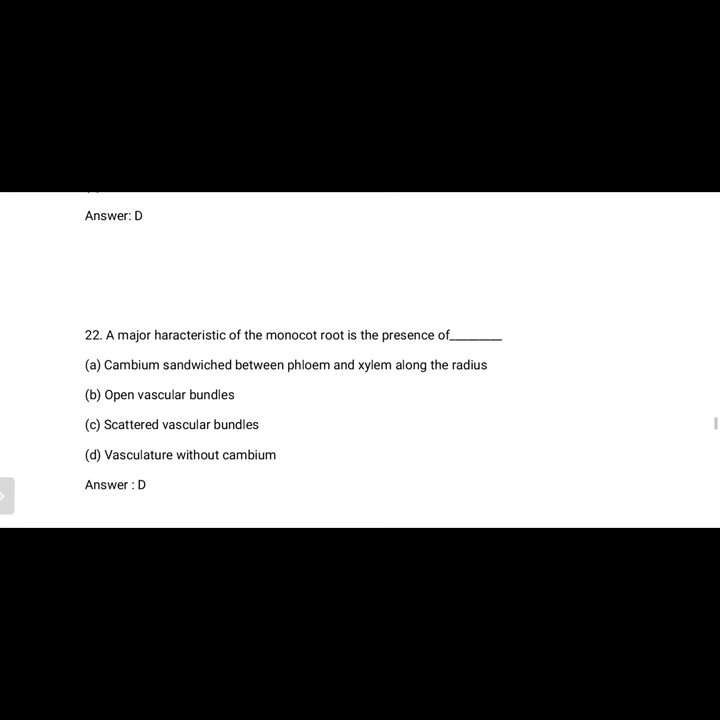 Answer: D
22. A major haracteristic of the monocot root is the presence of_________
(a) Cambium sandwiched between phloem and xylem along the radius
(b) Open vascular bundles
(c) Scattered vascular bundles
(d) Vasculature without cambium
Answer : D